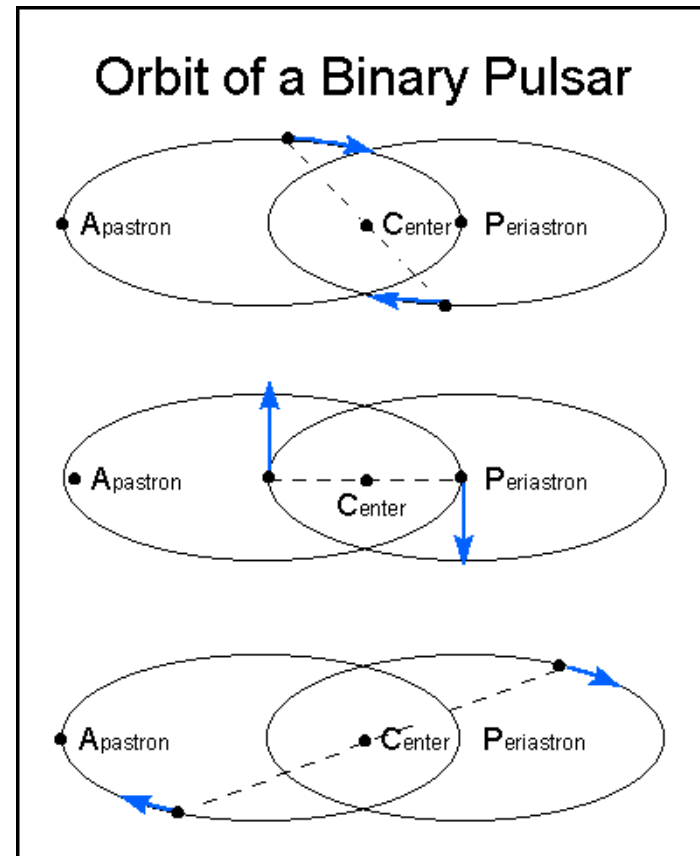 Orbit of a Binary Pulsar
Apastron Center Periastron
Apastron Periastron
Center
Apastron Center Periastron